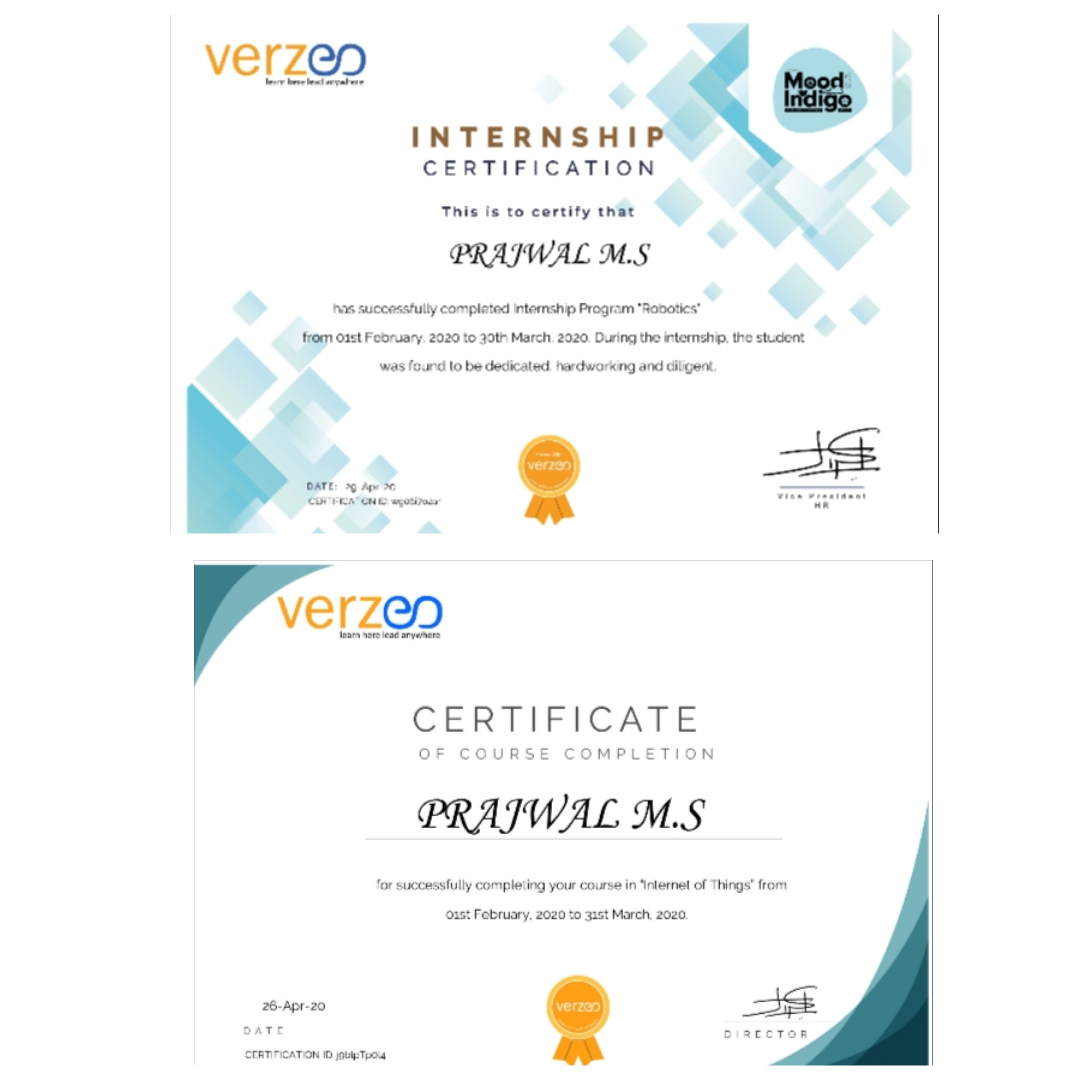 verzeo
learn here lead anywhere
Mood
Indigo
INTERNSHIP
CERTIFICATION
This is to certify that
PRAJWAL M.S
has successfully completed Internship Program "Robotics"
from 01st February, 2020 to 30th March, 2020. During the internship, the student
was found to be dedicated, hardworking and diligent.
verzeo
DATE: 29-Apr-20
CERTIFICATION ID:
Vice President
HR
verzeo
learn here lead anywhere
CERTIFICATE
OF COURSE COMPLETION
PRAJWAL M.S
for successfully completing your course in "Internet of Things" from
01st February, 2020 to 31st March, 2020.
26-Apr-20
DATE
verzeo
DIRECTOR
CERTIFICATION ID